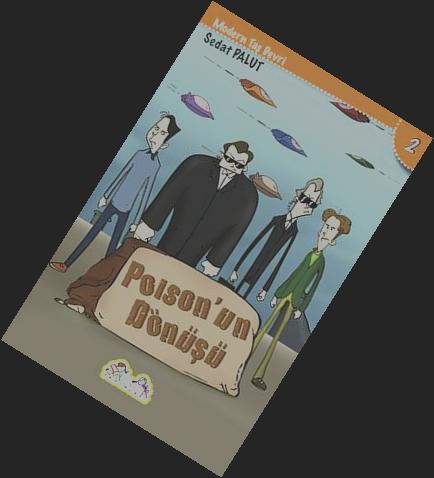 Modern Taş Devri
Sedat PALUT
2
Poison'un
Dönüşü